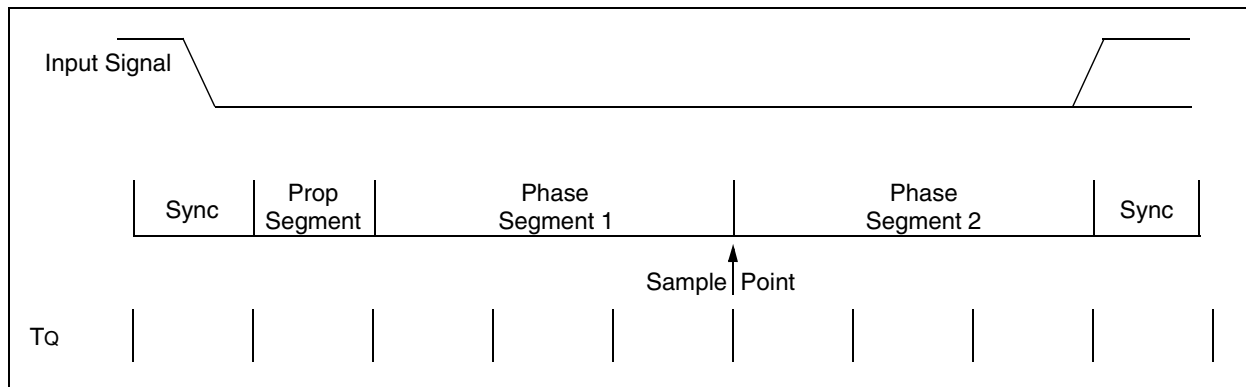 Input Signal
Sync
Prop
Segment
Phase
Segment 1
Phase
Segment 2
Sync
Sample Point
TQ